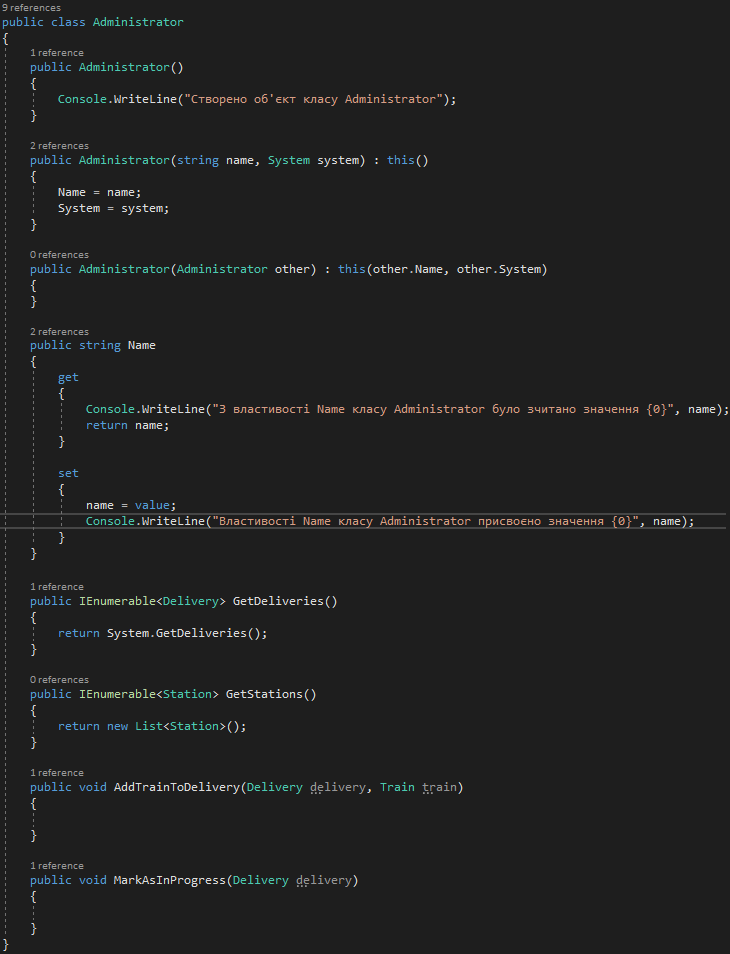 9 references
public class Administrator
{
1 reference
public Administrator()
{
Console.WriteLine("Створено об'єкт класу Administrator");
}
2 references
public Administrator(string name, System system) : this()
{
Name = name;
System = system;
}
0 references
public Administrator(Administrator other) : this(other.Name, other.System)
{
}
2 references
public string Name
{
get
{
Console.WriteLine("З властивості Name класу Administrator було зчитано значення {0}", name);
return name;
}
set
{
name = value;
Console.WriteLine("Властивості Name класу Administrator присвоєно значення {0}", name);
}
}
1 reference
public IEnumerable<Delivery> GetDeliveries()
{
return System.GetDeliveries();
}
0 references
public IEnumerable<Station> GetStations()
{
return new List<Station>();
}
1 reference
public void AddTrainToDelivery(Delivery delivery, Train train)
{
}
1 reference
public void MarkAsInProgress(Delivery delivery)
{
}
}